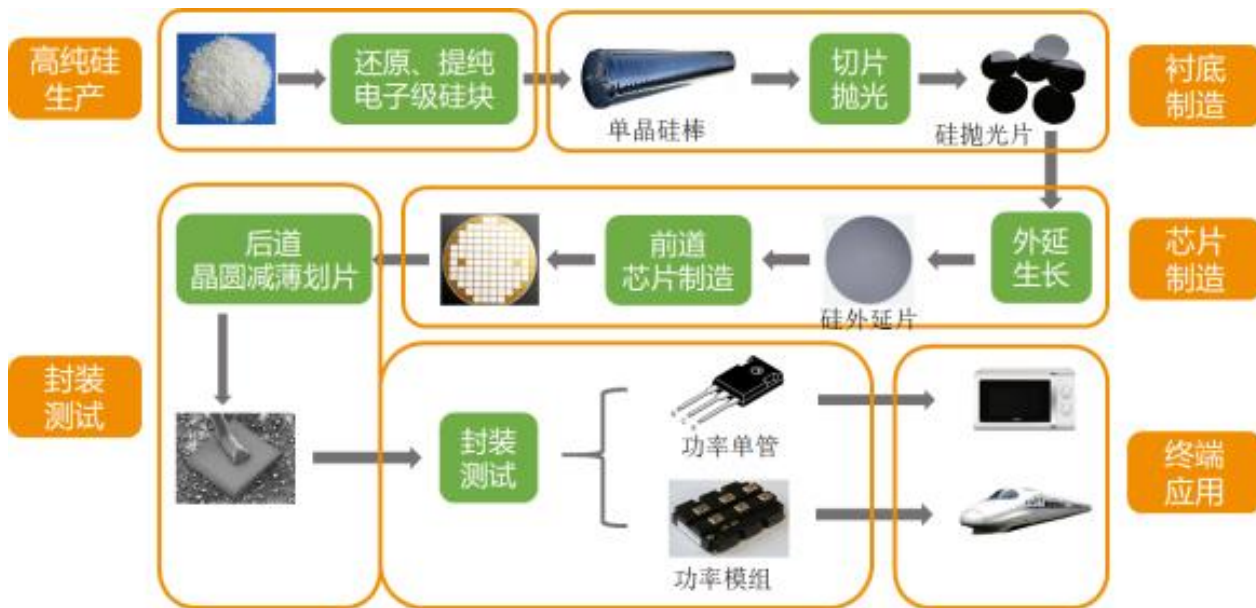 高纯硅
生产
还原、提纯
电子级硅块
单晶硅棒
切片
抛光
硅抛光片
衬底
制造
后道
晶圆减薄划片
前道
芯片制造
硅外延片
外延
生长
芯片
制造
封装
测试
封装
测试
功率单管
功率模组
终端
应用